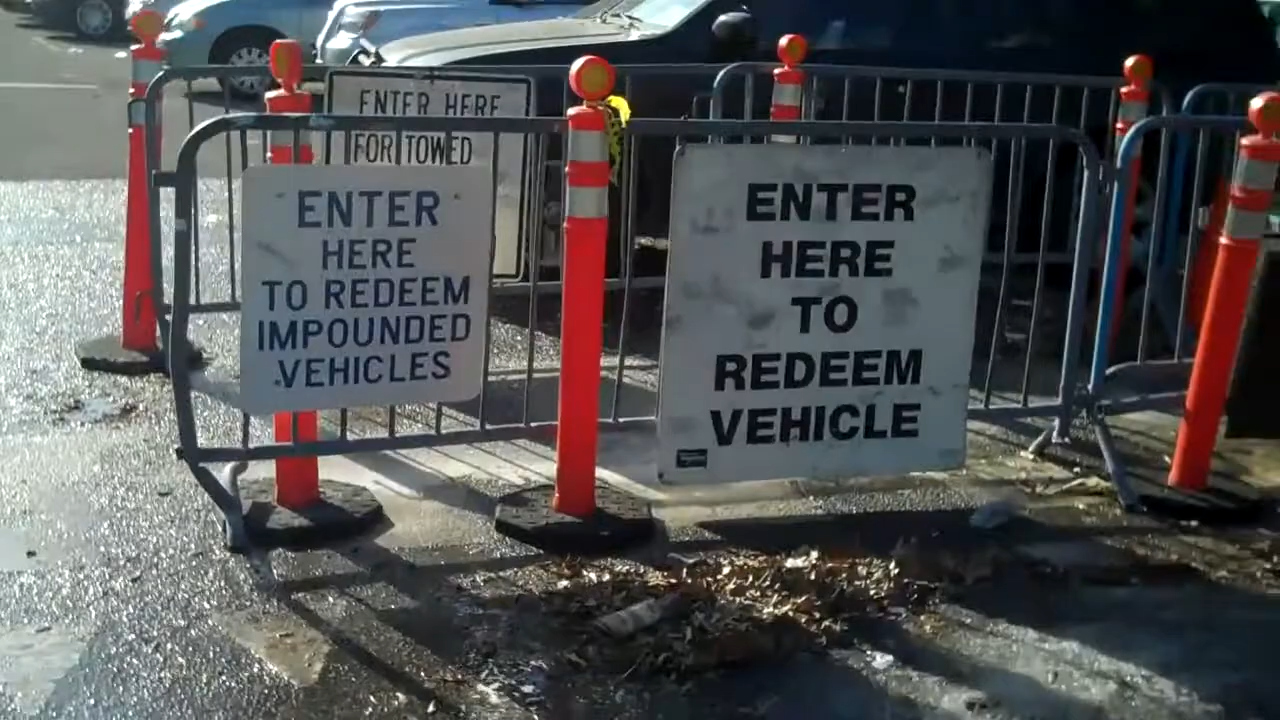 ENTER HERE
FOR TOWED
ENTER
HERE
TO REDEEM
IMPOUNDED
VEHICLES
ENTER
HERE
TO
REDEEM
VEHICLE